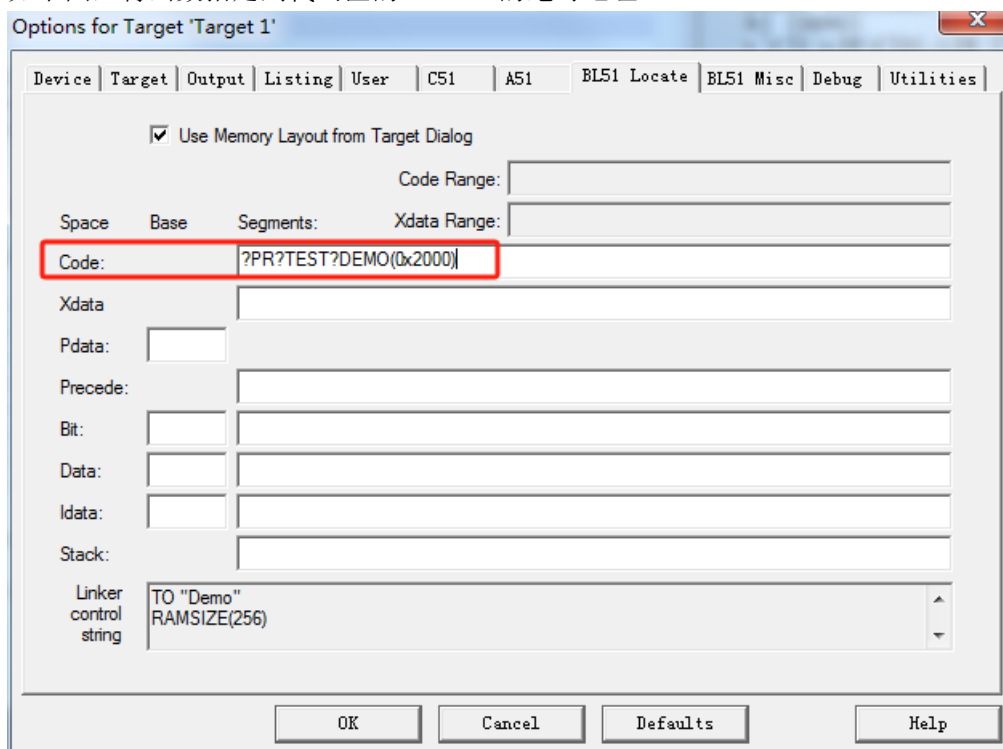 Options for Target 'Target 1'
Device Target Output Listing User C51 A51 BL51 Locate BL51 Misc Debug Utilities
Use Memory Layout from Target Dialog
Code Range:
Space Base Segments: Xdata Range:
Code: ?PR?TEST?DEMO(0x2000)
Xdata
Pdata:
Precede:
Bit:
Data:
Idata:
Stack:
Linker control string
TO "Demo"
RAMSIZE(256)
OK Cancel Defaults Help